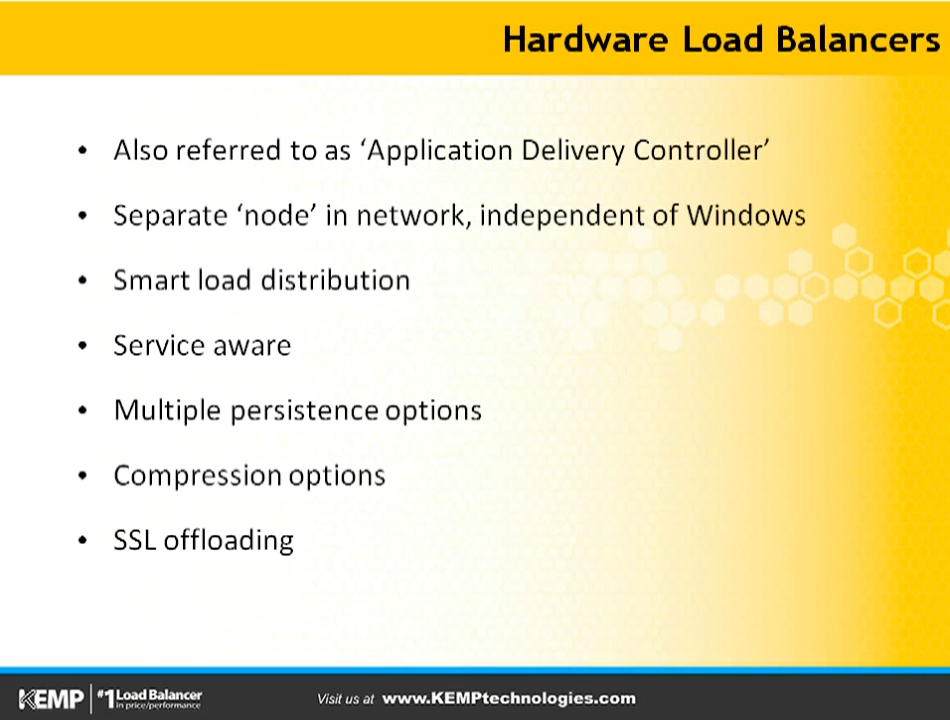 Hardware Load Balancers
• Also referred to as ‘Application Delivery Controller’
• Separate ‘node’ in network, independent of Windows
• Smart load distribution
• Service aware
• Multiple persistence options
• Compression options
• SSL offloading
KEMP #1 Load Balancer
in price/performance
Visit us at www.KEMPtechnologies.com